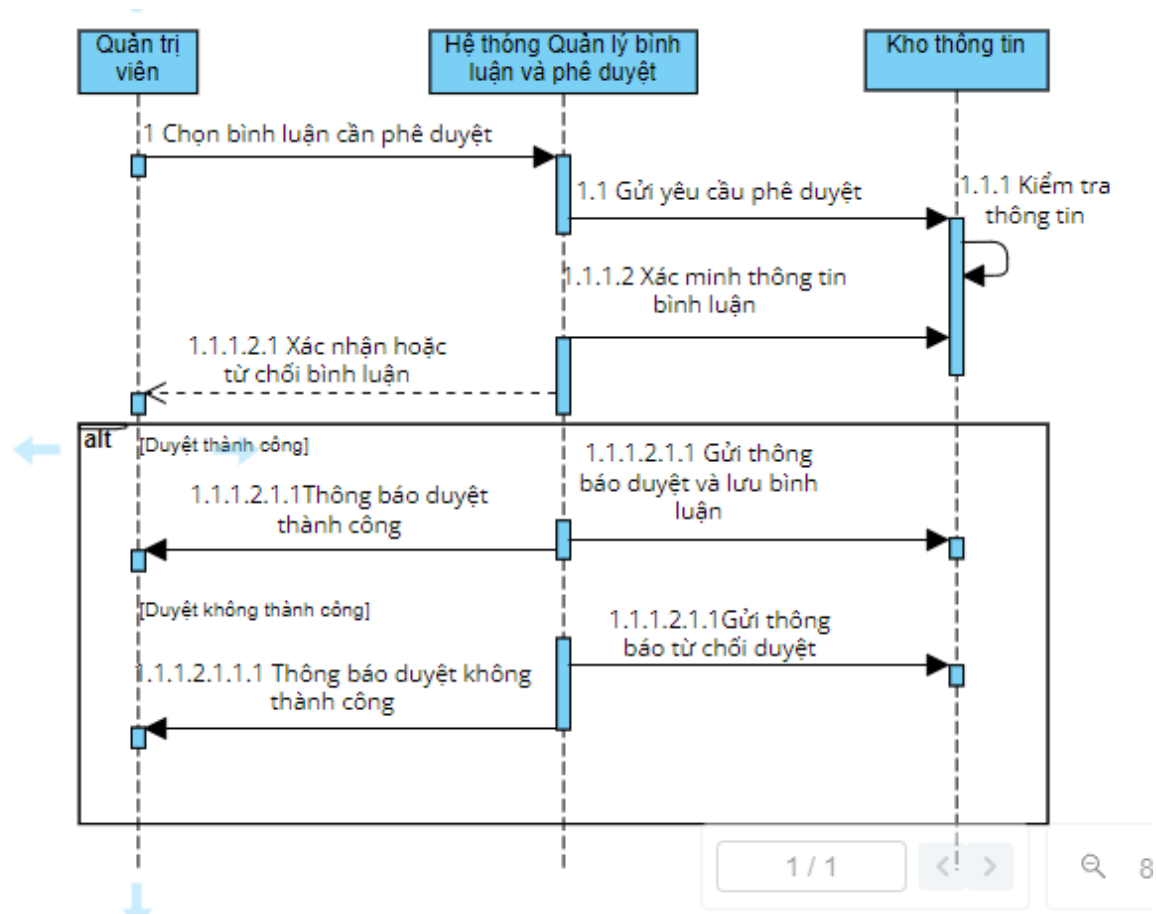 Quản trị
viên
Hệ thóng Quản lý bình
luận và phê duyệt
Kho thông tin
1 Chọn bình luận cần phê duyệt
1.1 Gửi yêu cầu phê duyệt
1.1.1 Kiểm tra
thông tin
1.1.1.2 Xác minh thông tin
bình luận
1.1.1.2.1 Xác nhận hoặc
từ chối bình luận
alt
[Duyệt thành công]
1.1.1.2.1.1 Gửi thông
báo duyệt và lưu bình
luận
1.1.1.2.1.1Thông báo duyệt
thành công
[Duyệt không thành công]
1.1.1.2.1.1Gửi thông
báo từ chối duyệt
1.1.1.2.1.1.1 Thông báo duyệt không
thành công
1 / 1
8